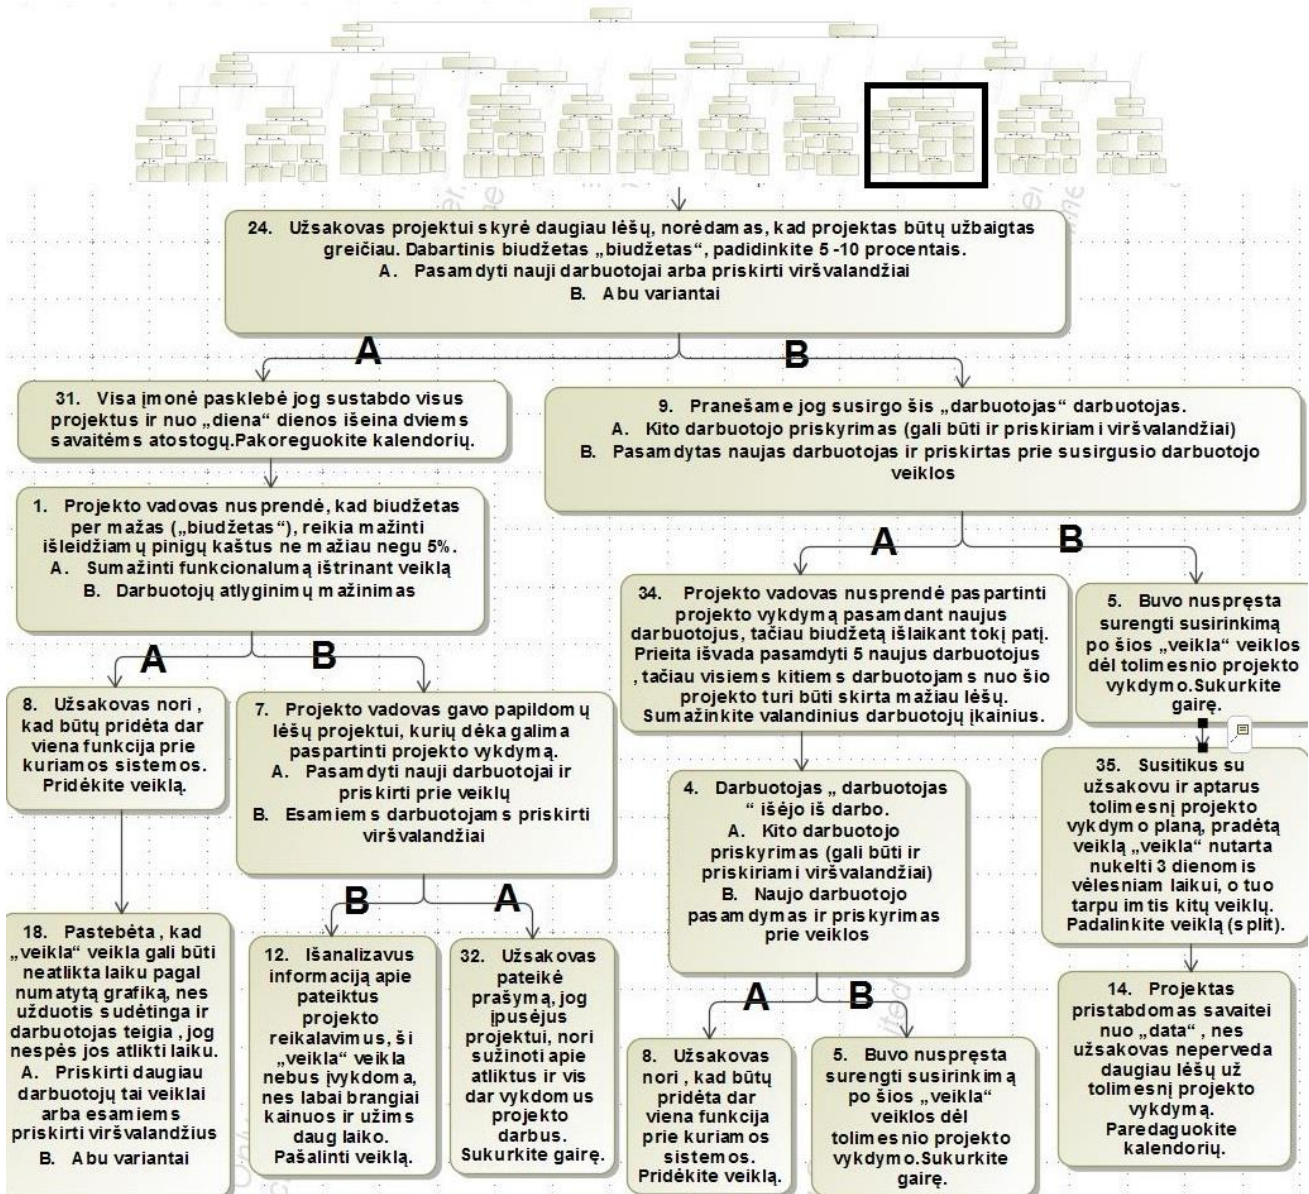 24. Užsakovas projektui skyrė daugiau lėšų, norėdamas, kad projektas būtų užbaigtas
greičiau. Dabartinis biudžetas „biudžetas“, padidinkite 5 -10 procentais.
A. Pasamdyti nauji darbuotojai arba priskirti viršvalandžiai
B. Abu variantai
A
B
31. Visa įmonė pasklebė jog sustabdo visus
projektus ir nuo „diena“ dienos išeina dviems
savaitėms atostogų.Pakoreguokite kalendorių.
9. Pranešame jog susirgo šis „darbuotojas“ darbuotojas.
A. Kito darbuotojo priskyrimas (gali būti ir priskiriami viršvalandžiai)
B. Pasamdytas naujas darbuotojas ir priskirtas prie susirgusio darbuotojo
veiklos
1. Projekto vadovas nusprendė, kad biudžetas
per mažas („biudžetas“), reikia mažinti
išleidžiamų pinigų kaštus ne mažiau negu 5%.
A. Sumažinti funkcionalumą ištrinant veiklą
B. Darbuotojų atlyginimų mažinimas
A
B
A
B
34. Projekto vadovas nusprendė paspartinti
projekto vykdymą pasamdant naujus
darbuotojus, tačiau biudžetą išlaikant tokį patį.
Prieita išvada pasamdyti 5 naujus darbuotojus
, tačiau visiems kitiems darbuotojams nuo šio
projekto turi būti skirta mažiau lėšų.
Sumažinkite valandinius darbuotojų įkainius.
5. Buvo nuspręsta
surengti susirinkimą
po šios „veikla“ veiklos
dėl tolimesnio projekto
vykdymo.Sukurkite
gairę.
8. Užsakovas nori ,
kad būtų pridėta dar
viena funkcija prie
kuriamos sistemos.
Pridėkite veiklą.
7. Projekto vadovas gavo papildomų
lėšų projektui, kurių dėka galima
paspartinti projekto vykdymą.
A. Pasamdyti nauji darbuotojai ir
priskirti prie veiklų
B. Esamiems darbuotojams priskirti
viršvalandžiai
4. Darbuotojas „ darbuotojas
“ išėjo iš darbo.
A. Kito darbuotojo
priskyrimas (gali būti ir
priskiriami viršvalandžiai)
B. Naujo darbuotojo
pasamdymas ir priskyrimas
prie veiklos
35. Susitikus su
užsakovu ir aptarus
tolimesnį projekto
vykdymo planą, pradėtą
veiklą „veikla“ nutarta
nukelti 3 dienomis
vėlesniam laikui, o tuo
tarpu imtis kitų veiklų.
Padalinkite veiklą (split).
B
A
A
B
18. Pastebėta , kad
„veikla“ veikla gali būti
neatlikta laiku pagal
numatytą grafiką, nes
užduotis sudėtinga ir
darbuotojas teigia , jog
nespės jos atlikti laiku.
A. Priskirti daugiau
darbuotojų tai veiklai
arba esamiems
priskirti viršvalandžius
B. Abu variantai
12. Išanalizavus
informaciją apie
pateiktus
projekto
reikalavimus, ši
„veikla“ veikla
nebus įvykdoma,
nes labai brangiai
kainuos ir užims
daug laiko.
Pašalinti veiklą.
32. Užsakovas
pateikė
prašymą, jog
įpusėjus
projektui, nori
sužinoti apie
atliktus ir vis
dar vykdomus
projekto
darbus.
Sukurkite gairę.
8. Užsakovas
nori , kad būtų
pridėta dar
viena funkcija
prie kuriamos
sistemos.
Pridėkite veiklą.
5. Buvo nuspręsta
surengti susirinkimą
po šios „veikla“
veiklos dėl
tolimesnio projekto
vykdymo.Sukurkite
gairę.
14. Projektas
pristabdomas savaitei
nuo „data“ , nes
užsakovas neperveda
daugiau lėšų už
tolimesnį projekto
vykdymą.
Paredaguokite
kalendorių.